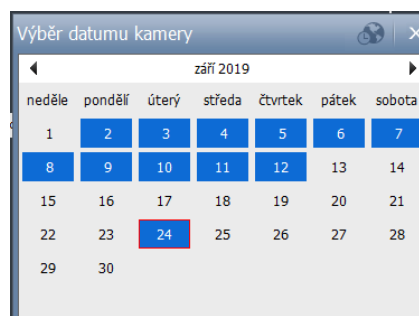 Výběr datumu kamery
září 2019
neděle pondělí úterý středa čtvrtek pátek sobota
1 2 3 4 5 6 7
8 9 10 11 12 13 14
15 16 17 18 19 20 21
22 23 24 25 26 27 28
29 30